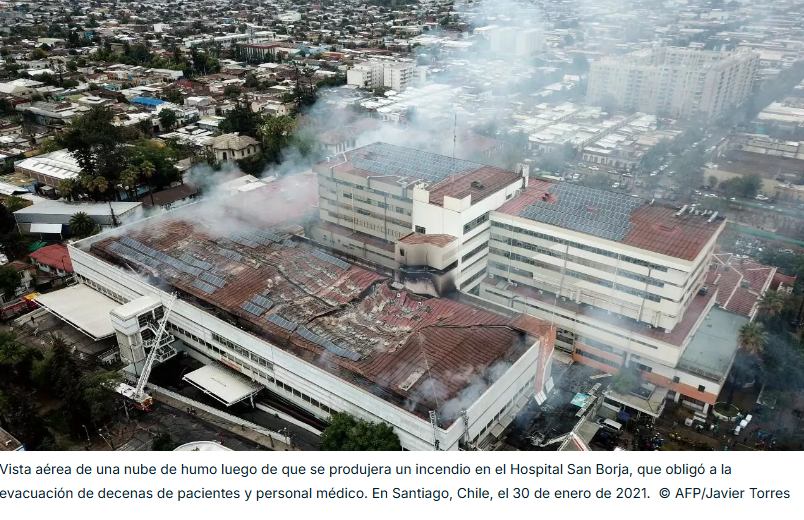 Vista aérea de una nube de humo luego de que se produjera un incendio en el Hospital San Borja, que obligó a la
evacuación de decenas de pacientes y personal médico. En Santiago, Chile, el 30 de enero de 2021. © AFP/Javier Torres